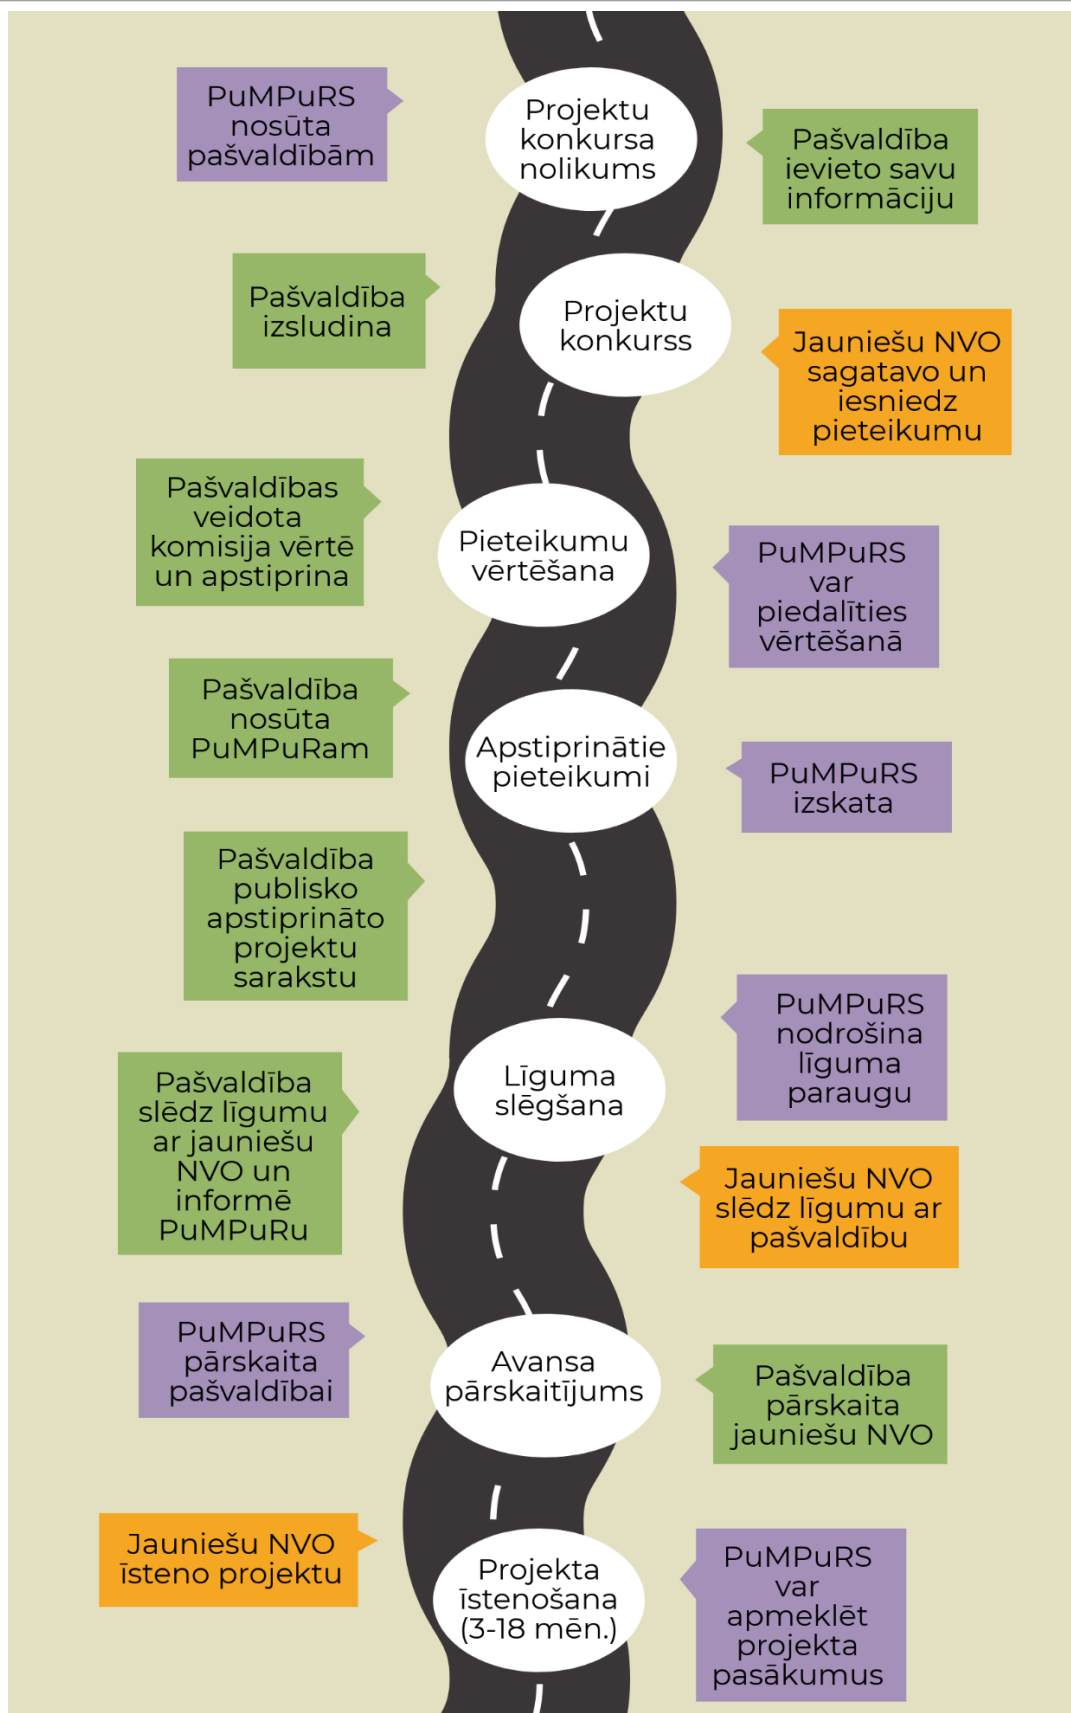 PuMPuRS
nosūta
pašvaldībām
Projektu
konkursa
nolikums
Pašvaldība
ievieto savu
informāciju
Pašvaldība
izsludina
Projektu
konkurss
Jauniešu NVO
sagatavo un
iesniedz
pieteikumu
Pašvaldības
veidota
komisija vērtē
un apstiprina
Pieteikumu
vērtēšana
PuMPuRS
var
piedalīties
vērtēšanā
Pašvaldība
nosūta
PuMPuRam
Apstiprinātie
pieteikumi
PuMPuRS
izskata
Pašvaldība
publisko
apstiprināto
projektu
sarakstu
PuMPuRS
nodrošina
līguma
paraugu
Līguma
slēgšana
Pašvaldība
slēdz līgumu
ar jauniešu
NVO un
informē
PuMPuRu
Jauniešu NVO
slēdz līgumu ar
pašvaldību
PuMPuRS
pārskaita
pašvaldībai
Avansa
pārskaitījums
Pašvaldība
pārskaita
jauniešu NVO
Jauniešu NVO
īsteno projektu
Projekta
īstenošana
(3-18 mēn.)
PuMPuRS
var
apmeklēt
projekta
pasākumus